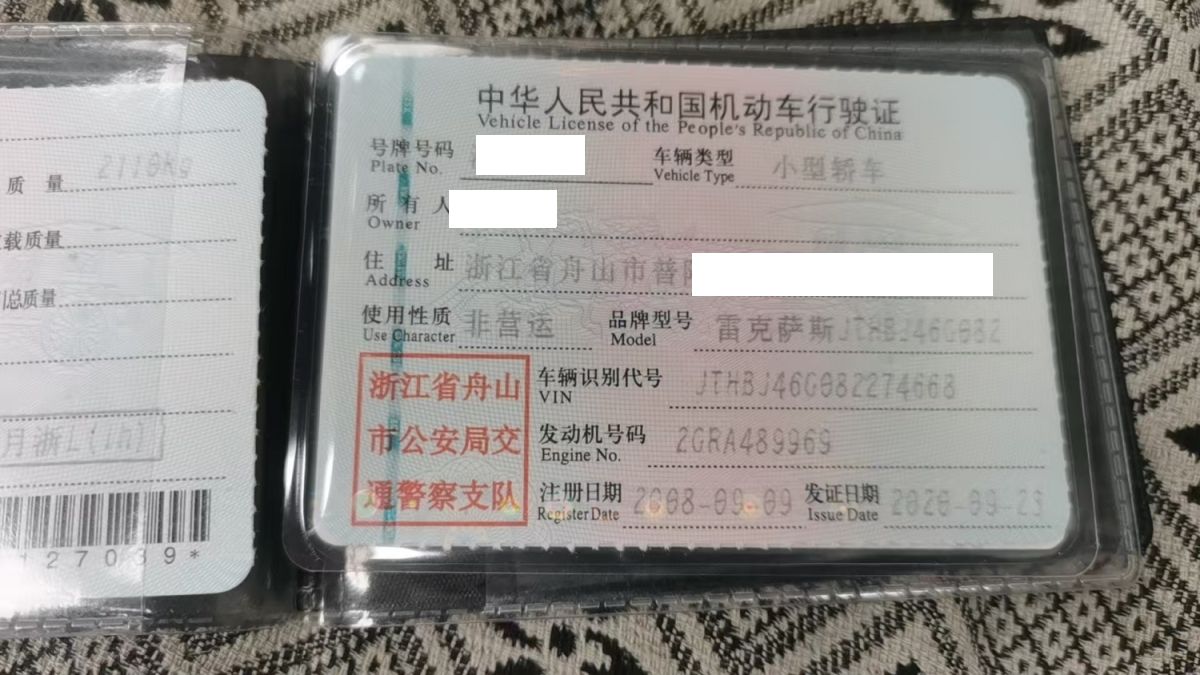 质 量 2110Kg
载质量
总质量
月浙L(1h)
127039*
中华人民共和国机动车行驶证
Vehicle License of the People's Republic of China
号牌号码 车辆类型 小型轿车
Plate No. Vehicle Type
所 有 人
Owner
住 址 浙江省舟山市普
Address
使用性质 非营运 品牌型号 雷克萨斯JTHBJ46G082
Use Character Model
浙江省舟山
市公安局交
通警察支队
车辆识别代号 JTHBJ46G082274668
VIN
发动机号码 2GRA489969
Engine No.
注册日期 2008-09-09 发证日期 2020-09-23
Register Date Issue Date